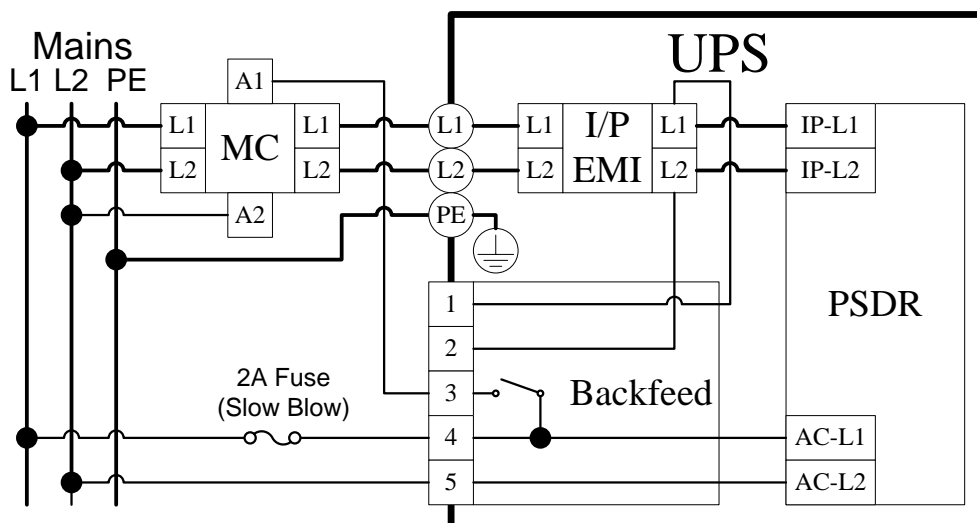 UPS
Mains
L1 L2 PE
A1
L1 L1 L1 L1 I/P L1 IP-L1
MC
L2 L2 L2 L2 EMI L2 IP-L2
A2 PE
1
PSDR
2
2A Fuse
(Slow Blow)
3 Backfeed
4 AC-L1
5 AC-L2